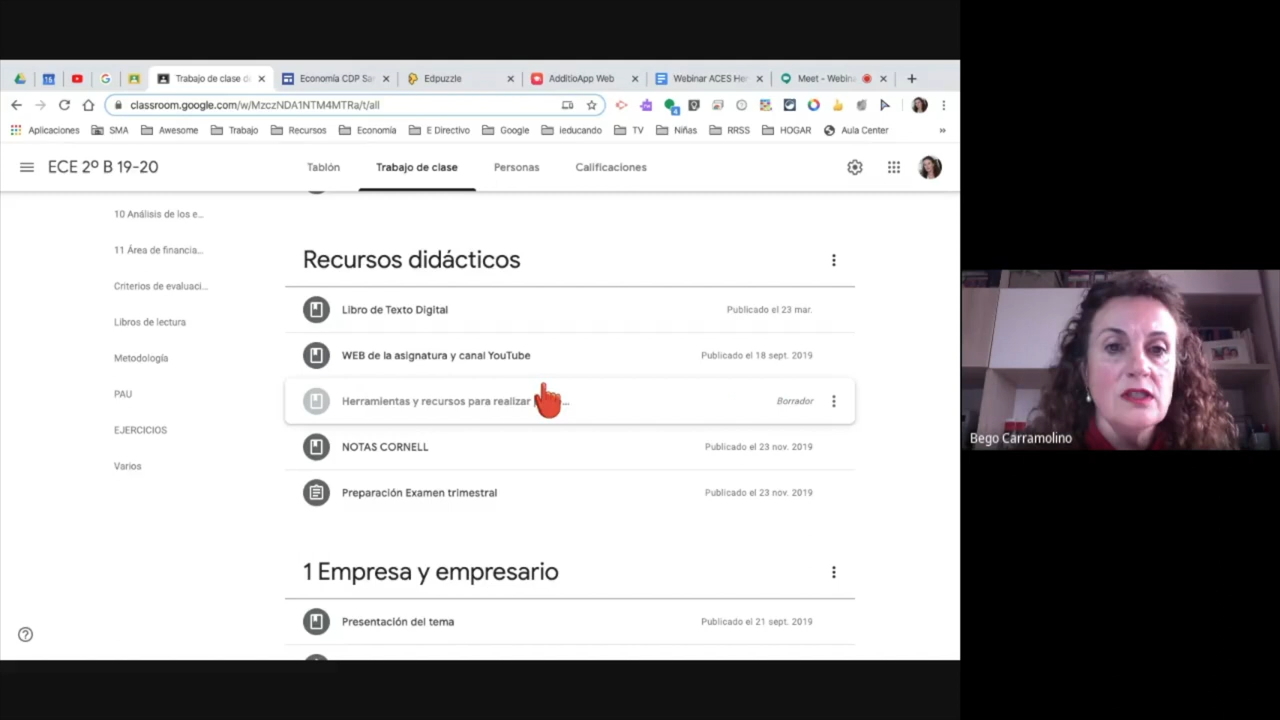 Trabajo de clase de
Economía CDP Sa
Edpuzzle
AdditioApp Web
Webinar ACES Her
Meet - Webina
classroom.google.com/w/MzczNDA1NTM4MTRa/t/all
Aplicaciones
SMA
Awesome
Trabajo
Recursos
Economía
E Directivo
Google
ieducando
TV
Niñas
RRSS
HOGAR
Aula Center
»
ECE 2º B 19-20
Tablón
Trabajo de clase
Personas
Calificaciones
10 Análisis de los e...
11 Área de financia...
Criterios de evaluaci...
Libros de lectura
Metodología
PAU
EJERCICIOS
Varios
Recursos didácticos
Libro de Texto Digital
Publicado el 23 mar.
WEB de la asignatura y canal YouTube
Publicado el 18 sept. 2019
Herramientas y recursos para realizar
Borrador
NOTAS CORNELL
Publicado el 23 nov. 2019
Preparación Examen trimestral
Publicado el 23 nov. 2019
1 Empresa y empresario
Presentación del tema
Publicado el 21 sept. 2019
Bego Carramolino